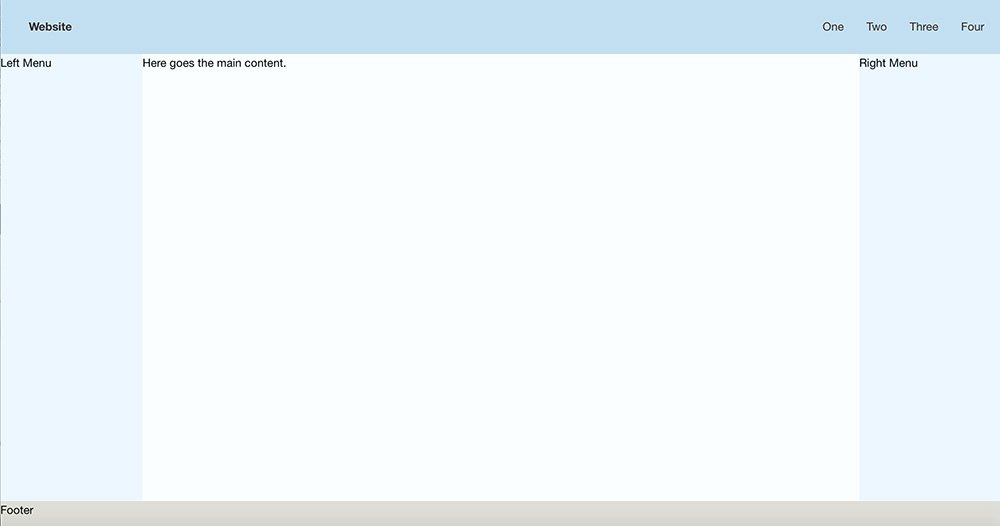 Website One Two Three Four
Left Menu
Here goes the main content.
Right Menu
Footer